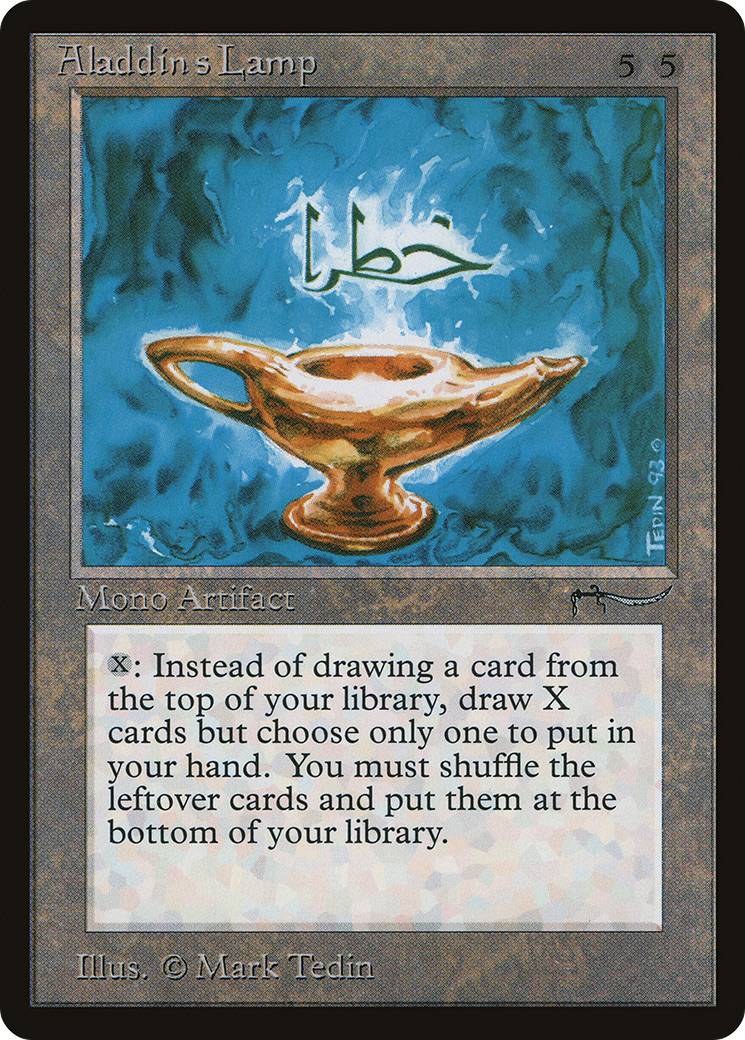 Aladdin's Lamp 5 5
خطرا
TEDIN 93 ©
Mono Artifact
X: Instead of drawing a card from
the top of your library, draw X
cards but choose only one to put in
your hand. You must shuffle the
leftover cards and put them at the
bottom of your library.
Illus. © Mark Tedin